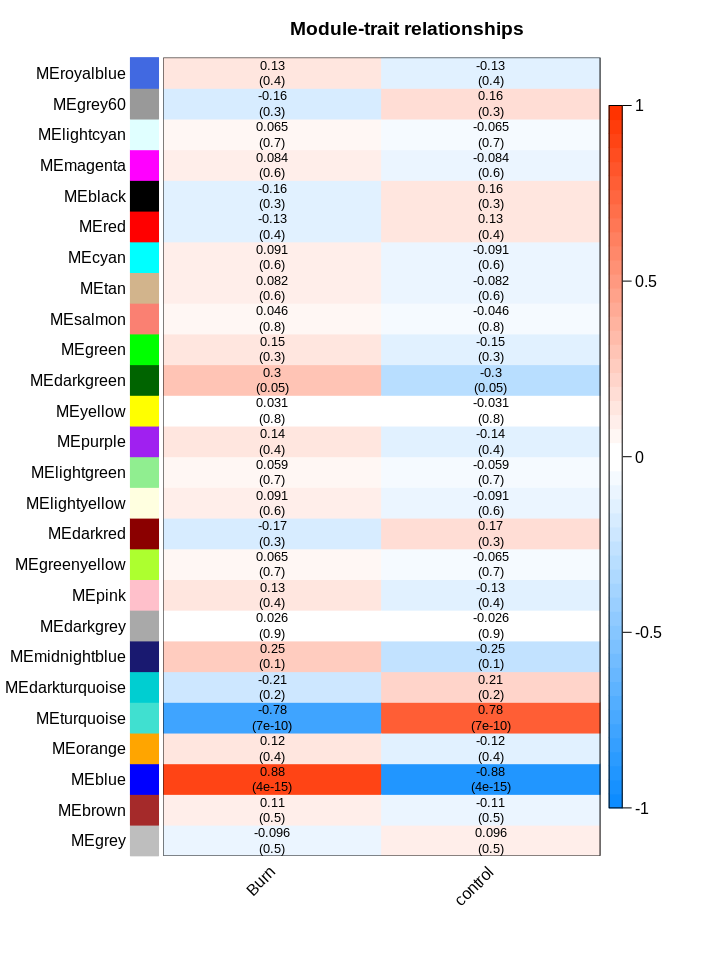 Module-trait relationships
MEroyalblue 0.13 -0.13
(0.4) (0.4)
MEgrey60 -0.16 0.16
(0.3) (0.3)
MElightcyan 0.065 -0.065
(0.7) (0.7)
MEmagenta 0.084 -0.084
(0.6) (0.6)
MEblack -0.16 0.16
(0.3) (0.3)
MEred -0.13 0.13
(0.4) (0.4)
MEcyan 0.091 -0.091
(0.6) (0.6)
MEtan 0.082 -0.082
(0.6) (0.6)
MEsalmon 0.046 -0.046
(0.8) (0.8)
MEgreen 0.15 -0.15
(0.3) (0.3)
MEdarkgreen 0.3 -0.3
(0.05) (0.05)
MEyellow 0.031 -0.031
(0.8) (0.8)
MEpurple 0.14 -0.14
(0.4) (0.4)
MElightgreen 0.059 -0.059
(0.7) (0.7)
MElightyellow 0.091 -0.091
(0.6) (0.6)
MEdarkred -0.17 0.17
(0.3) (0.3)
MEgreenyellow 0.065 -0.065
(0.7) (0.7)
MEpink 0.13 -0.13
(0.4) (0.4)
MEdarkgrey 0.026 -0.026
(0.9) (0.9)
MEmidnightblue 0.25 -0.25
(0.1) (0.1)
MEdarkturquoise -0.21 0.21
(0.2) (0.2)
MEturquoise -0.78 0.78
(7e-10) (7e-10)
MEorange 0.12 -0.12
(0.4) (0.4)
MEblue 0.88 -0.88
(4e-15) (4e-15)
MEbrown 0.11 -0.11
(0.5) (0.5)
MEgrey -0.096 0.096
(0.5) (0.5)
Burn control
1
0.5
0
-0.5
-1